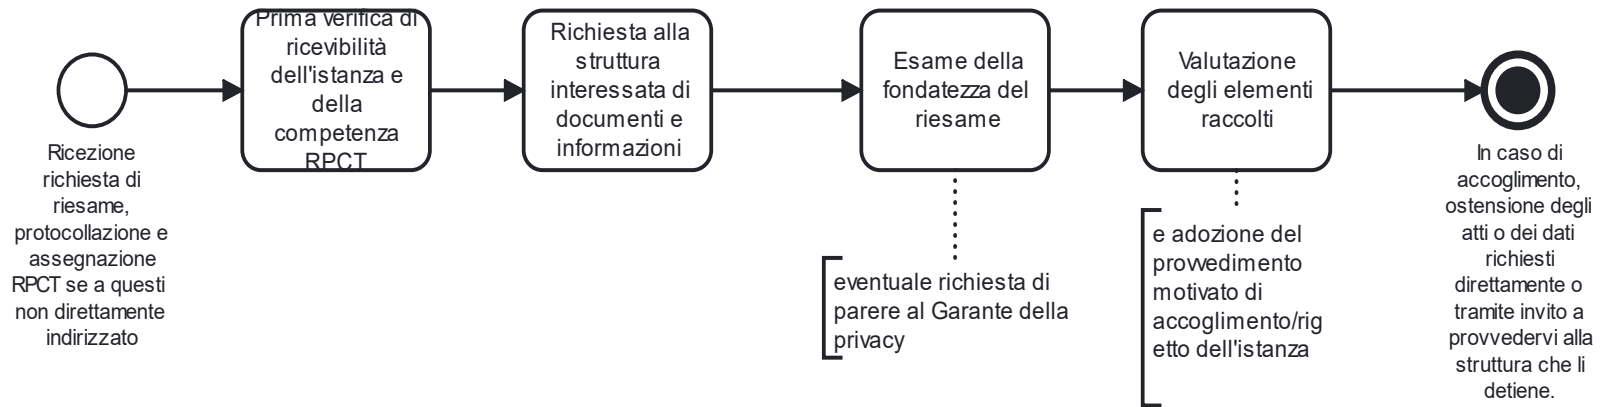 Ricezione
richiesta di
riesame,
protocollazione e
assegnazione
RPCT se a questi
non direttamente
indirizzato
Prima verifica di
ricevibilità
dell'istanza e
della
competenza
RPCT
Richiesta alla
struttura
interessata di
documenti e
informazioni
Esame della
fondatezza del
riesame
eventuale richiesta di
parere al Garante della
privacy
Valutazione
degli elementi
raccolti
e adozione del
provvedimento
motivato di
accoglimento/rig
etto dell'istanza
In caso di
accoglimento,
ostensione degli
atti o dei dati
richiesti
direttamente o
tramite invito a
provvedervi alla
struttura che li
detiene.